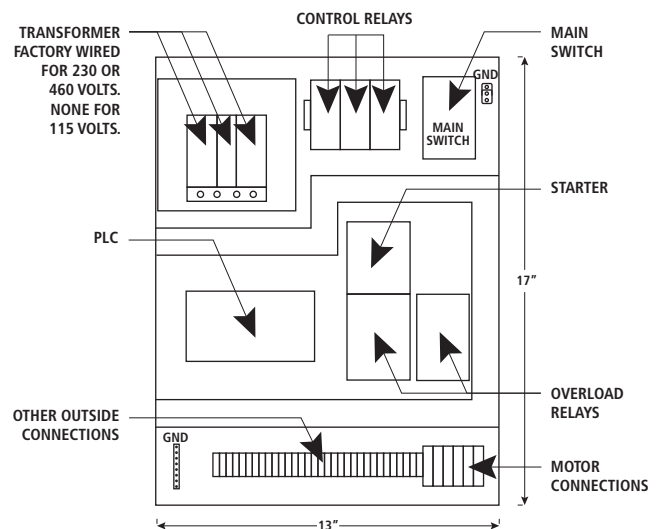 CONTROL RELAYS
TRANSFORMER
FACTORY WIRED
FOR 230 OR
460 VOLTS.
NONE FOR
115 VOLTS.
MAIN
SWITCH
GND
MAIN
SWITCH
STARTER
PLC
17”
OVERLOAD
RELAYS
OTHER OUTSIDE
CONNECTIONS
GND
MOTOR
CONNECTIONS
13”